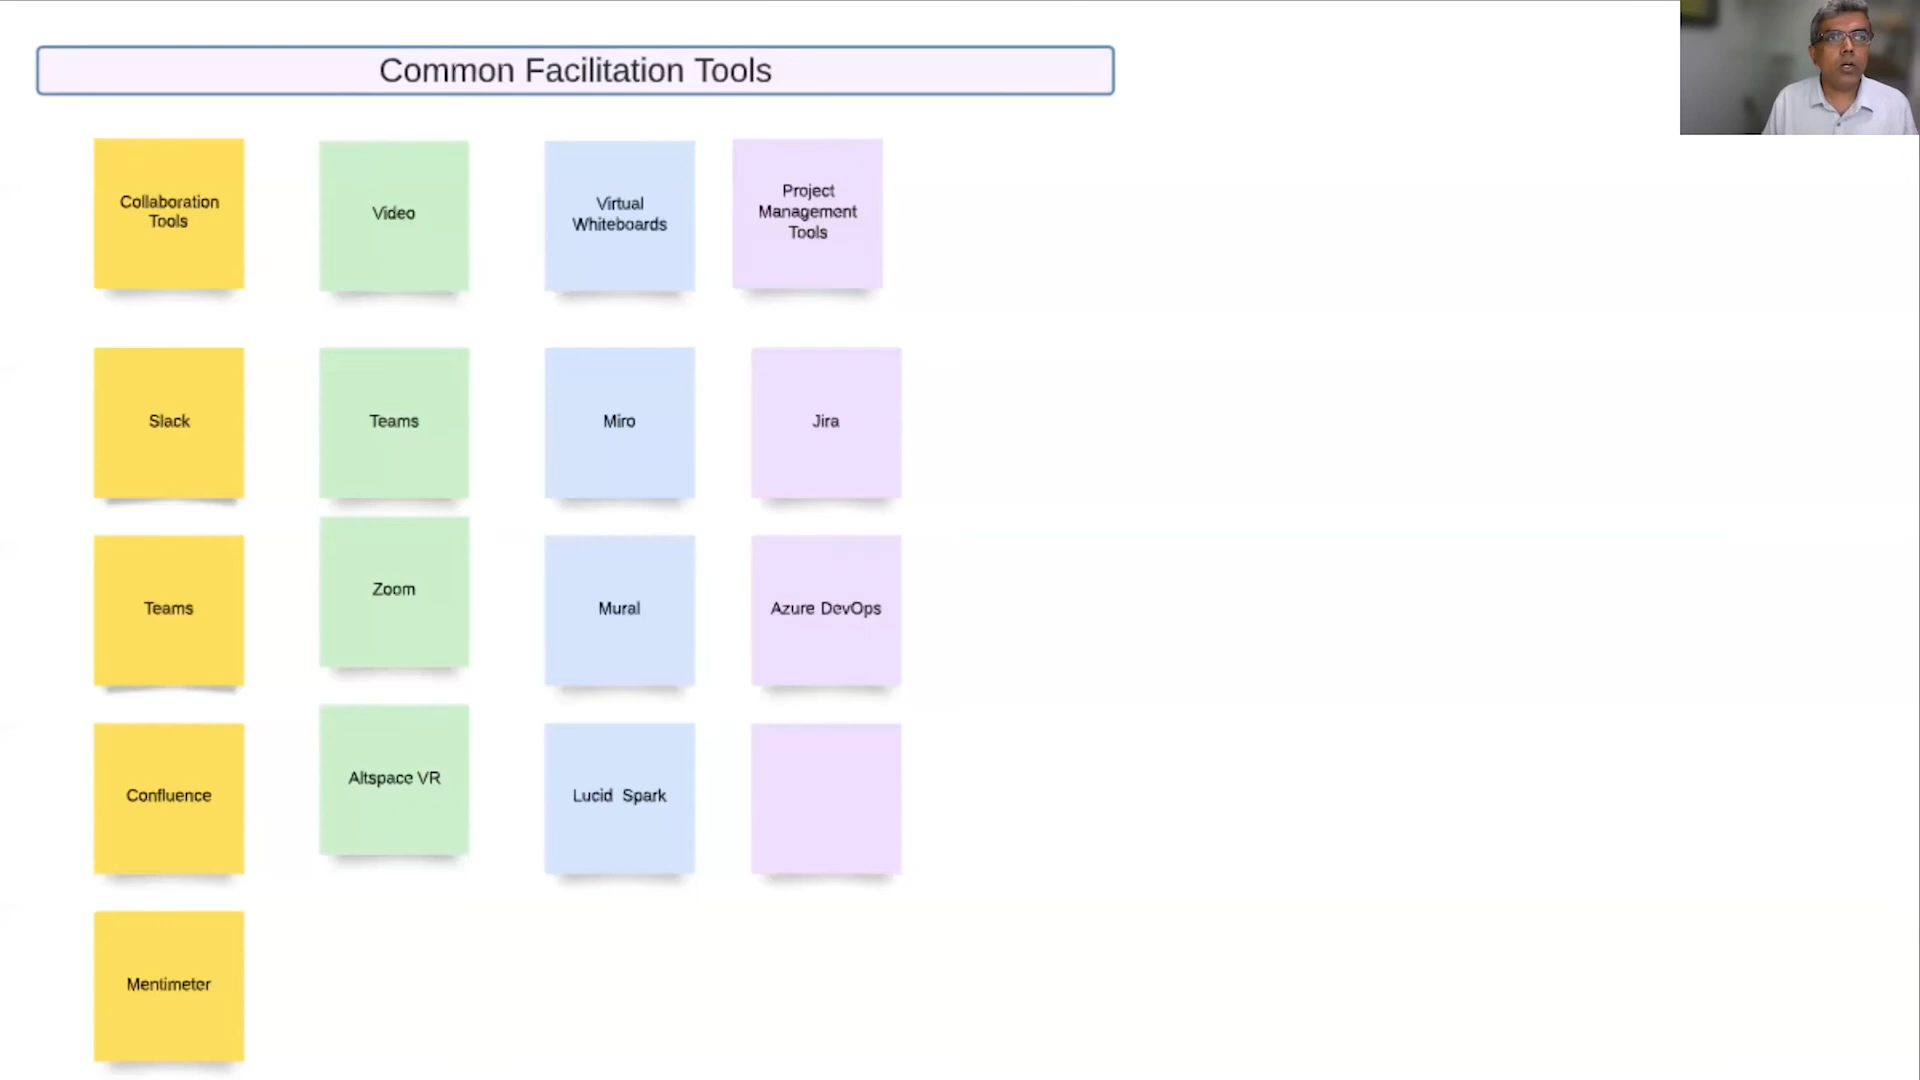 Common Facilitation Tools
Collaboration
Tools
Video
Virtual
Whiteboards
Project
Management
Tools
Slack
Teams
Miro
Jira
Teams
Zoom
Mural
Azure DevOps
Confluence
Altspace VR
Lucid Spark
Mentimeter